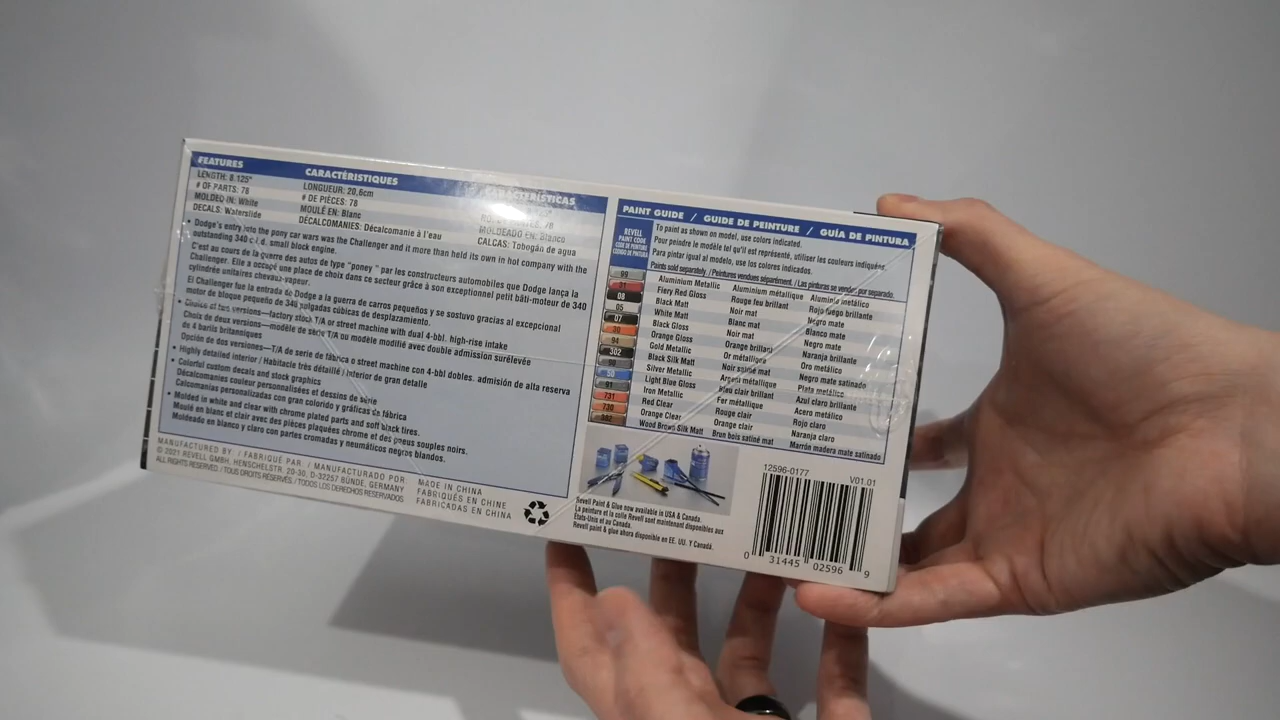 FEATURES
LENGTH: 8.125"
# OF PARTS: 78
MOLDED IN: White
DECALS: Waterslide
CARACTÉRISTIQUES
LONGUEUR: 20,6cm
# DE PIÈCES: 78
MOULÉ EN: Blanc
DÉCALCOMANIES: Décalcomanie à l'eau
CARACTERÍSTICAS
MOLDEADO EN: Blanco
CALCAS: Tobogán de agua
• Dodge's entry into the pony car wars was the Challenger and it more than held its own in hot company with the
outstanding 340 c.i.d. small block engine.
C'est au cours de la guerre des autos de type "poney" par les constructeurs automobiles que Dodge lança la
Challenger. Elle a occupé une place de choix dans ce secteur grâce à son exceptionnel petit bâti-moteur de 340
cylindrée unitaires chevaux-vapeur.
El Challenger fue la entrada de Dodge a la guerra de carros pequeños y se sostuvo gracias al excepcional
motor de bloque pequeño de 340 pulgadas cúbicas de desplazamiento.
• Choice of two versions—factory stock T/A or street machine with dual 4-bbl. high-rise intake
Choix de deux versions—modèle de série T/A ou modèle modifié avec double admission surélevée
de 4 barils britanniques
Opción de dos versiones—T/A de serie de fábrica o street machine con 4-bbl dobles. admisión de alta reserva
• Highly detailed interior / Habitacle très détaillé / Interior de gran detalle
• Colorful custom decals and stock graphics
Décalcomanies couleur personnalisées et dessins de série
Calcomanías personalizadas con gran colorido y gráficas de fábrica
• Molded in white and clear with chrome plated parts and soft black tires.
Moulé en blanc et clair avec des pièces plaquées chrome et des pneus souples noirs.
Moldeado en blanco y claro con partes cromadas y neumáticos negros blandos.
MANUFACTURED BY: / FABRIQUÉ PAR: / MANUFACTURADO POR
© 2021 REVELL GMBH, HENSCHELSTR. 20-30, D-32257 BÜNDE, GERMANY
ALL RIGHTS RESERVED. / TOUS DROITS RÉSERVÉS. / TODOS LOS DERECHOS RESERVADOS
MADE IN CHINA
FABRIQUÉS EN CHINE
FABRICADAS EN CHINA
PAINT GUIDE / GUIDE DE PEINTURE / GUÍA DE PINTURA
REVELL
PAINT CODE
To paint as shown on model, use colors indicated.
Pour peindre le modèle tel qu'il est représenté, utiliser les couleurs indiquées.
Para pintar igual al modelo, use los colores indicados.
Paints sold separately. / Peintures vendues séparément. / Las pinturas se venden por separado.
99 Aluminium Metallic Aluminium métallique Aluminio metálico
31 Fiery Red Gloss Rouge feu brillant Rojo fuego brillante
08 Black Matt Noir mat Negro mate
05 White Matt Blanc mat Blanco mate
07 Black Gloss Noir mat Negro mate
30 Orange Gloss Orange brillant Naranja brillante
94 Gold Metallic Or métallique Oro metálico
302 Black Silk Matt Noir soigné mat Negro mate satinado
90 Silver Metallic Argent métallique Plata metálico
50 Light Blue Gloss bleu clair brillant Azul claro brillante
91 Iron Metallic Fer métallique Acero metálico
731 Red Clear Rouge clair Rojo claro
730 Orange Clear Orange clair Naranja claro
382 Wood Brown Silk Matt Brun bois satiné mat Marrón madera mate satinado
Revell Paint & Glue now available in USA & Canada.
La peinture et la colle Revell sont maintenant disponibles aux
États-Unis et au Canada.
Revell paint & glue ahora disponible en EE. UU. Y Canadá.
12596-0177
V01.01
0 31445 02596 9